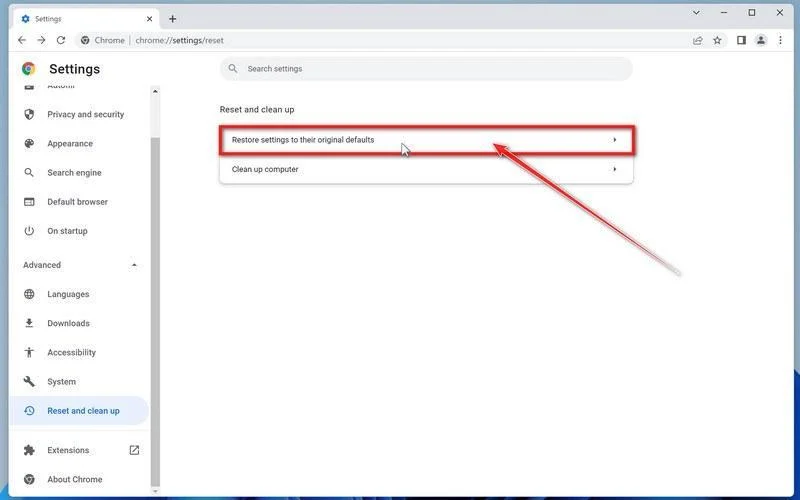 Settings
Chrome | chrome://settings/reset
Settings
Search settings
Autofill
Privacy and security
Appearance
Search engine
Default browser
On startup
Advanced
Languages
Downloads
Accessibility
System
Reset and clean up
Extensions
About Chrome
Reset and clean up
Restore settings to their original defaults
Clean up computer